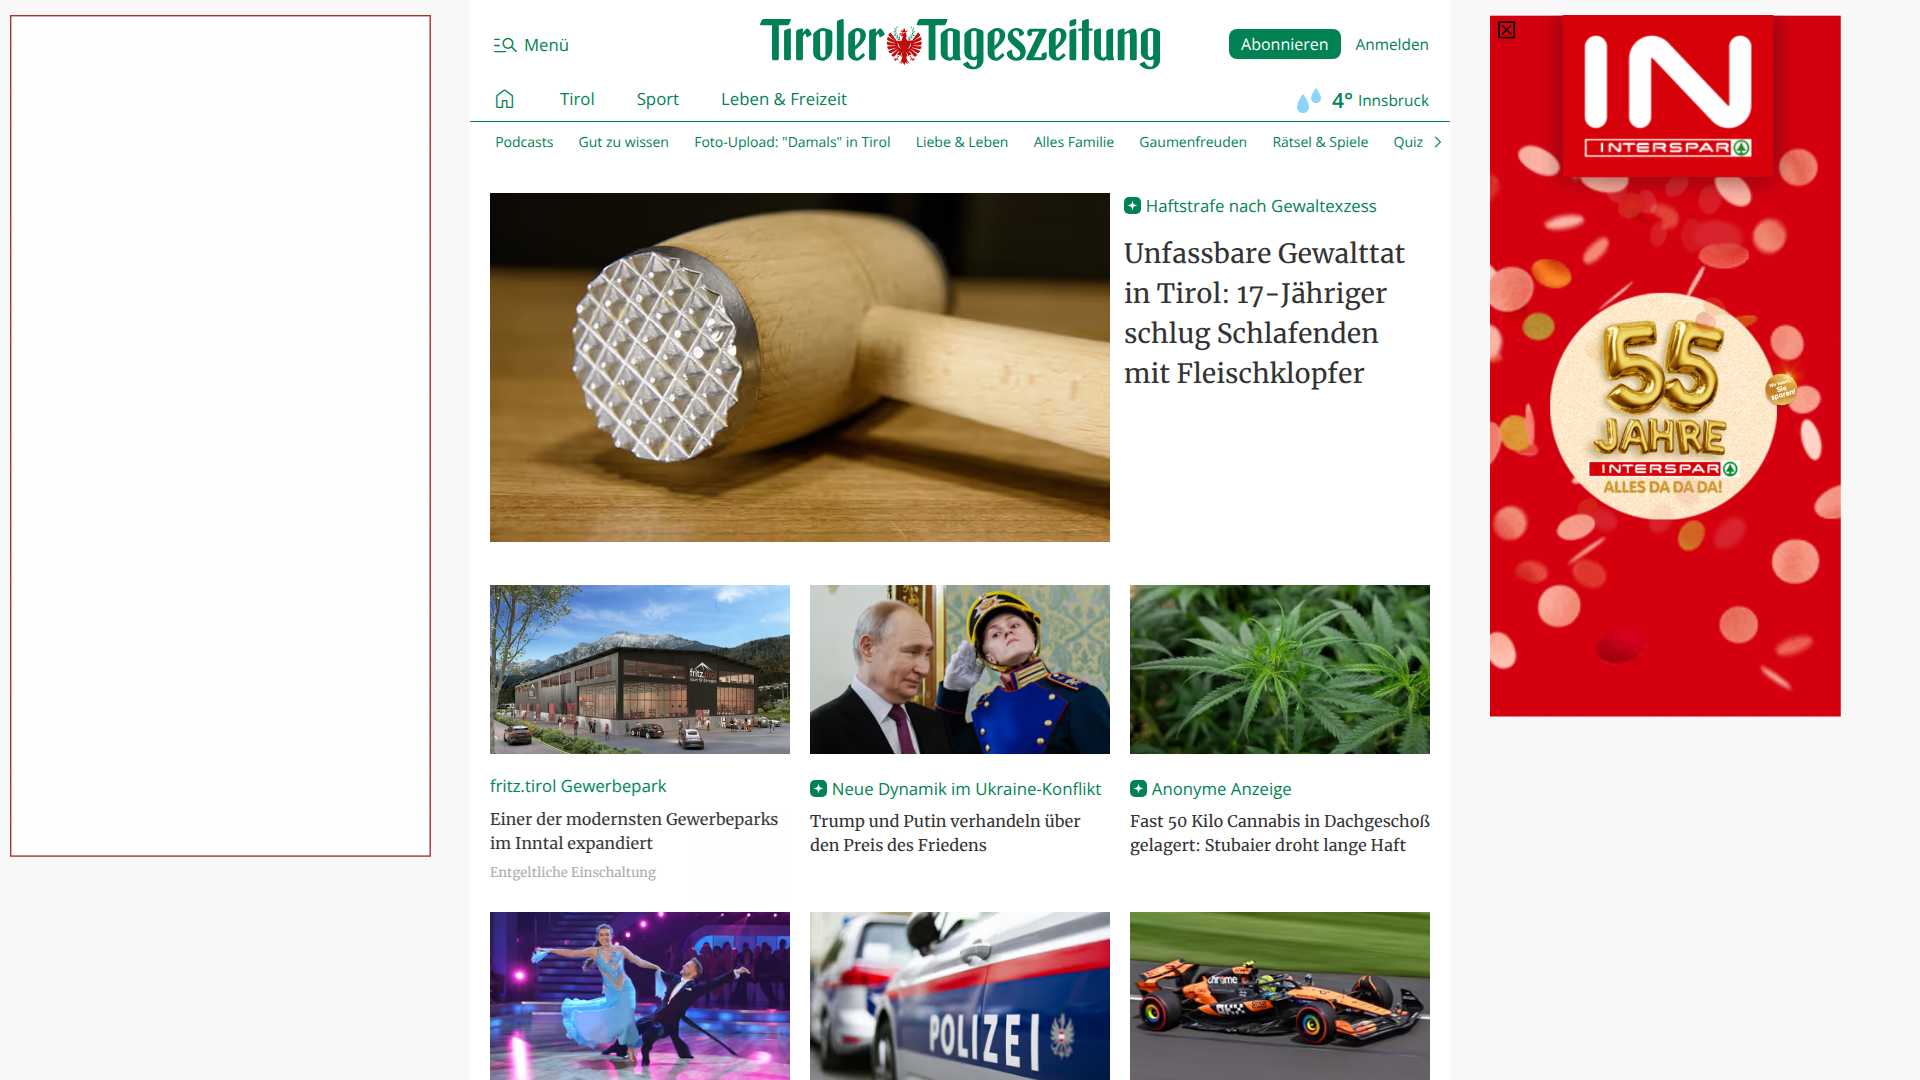 Menü
Tiroler Tageszeitung
Abonnieren
Anmelden
Tirol
Sport
Leben & Freizeit
4° Innsbruck
Podcasts
Gut zu wissen
Foto-Upload: "Damals" in Tirol
Liebe & Leben
Alles Familie
Gaumenfreuden
Rätsel & Spiele
Quiz
Haftstrafe nach Gewaltexzess
Unfassbare Gewalttat
in Tirol: 17-Jähriger
schlug Schlafenden
mit Fleischklopfer
IN
INTERSPAR
55
JAHRE
INTERSPAR
ALLES DA DA DA!
fritz.tirol Gewerbepark
Einer der modernsten Gewerbeparks
im Inntal expandiert
Entgeltliche Einschaltung
Neue Dynamik im Ukraine-Konflikt
Trump und Putin verhandeln über
den Preis des Friedens
Anonyme Anzeige
Fast 50 Kilo Cannabis in Dachgeschoß
gelagert: Stubaier droht lange Haft
POLIZEI
chrome
OKX